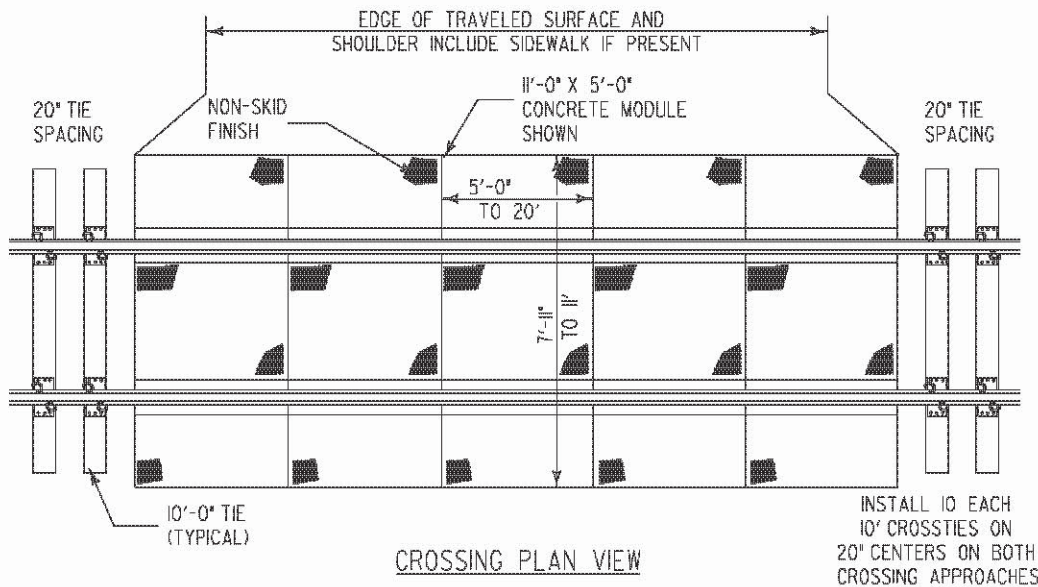 EDGE OF TRAVELED SURFACE AND
SHOULDER INCLUDE SIDEWALK IF PRESENT
20" TIE
SPACING
NON-SKID
FINISH
11'-0" X 5'-0"
CONCRETE MODULE
SHOWN
20" TIE
SPACING
5'-0"
TO 20'
7'-11"
TO 11'
10'-0" TIE
(TYPICAL)
CROSSING PLAN VIEW
INSTALL 10 EACH
10' CROSSTIES ON
20" CENTERS ON BOTH
CROSSING APPROACHES